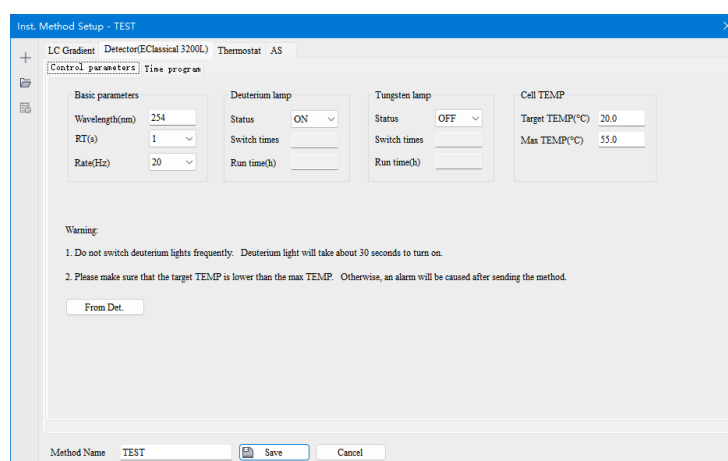 Inst. Method Setup - TEST
LC Gradient Detector(EClassical 3200L) Thermostat AS
Control parameters Time program
Basic parameters Deuterium lamp Tungsten lamp Cell TEMP
Wavelength(nm) 254 Status ON Status OFF Target TEMP(°C) 20.0
RT(s) 1 Switch times Switch times Max TEMP(°C) 55.0
Rate(Hz) 20 Run time(h) Run time(h)
Warning:
1. Do not switch deuterium lights frequently. Deuterium light will take about 30 seconds to turn on.
2. Please make sure that the target TEMP is lower than the max TEMP. Otherwise, an alarm will be caused after sending the method.
From Det.
Method Name TEST Save Cancel